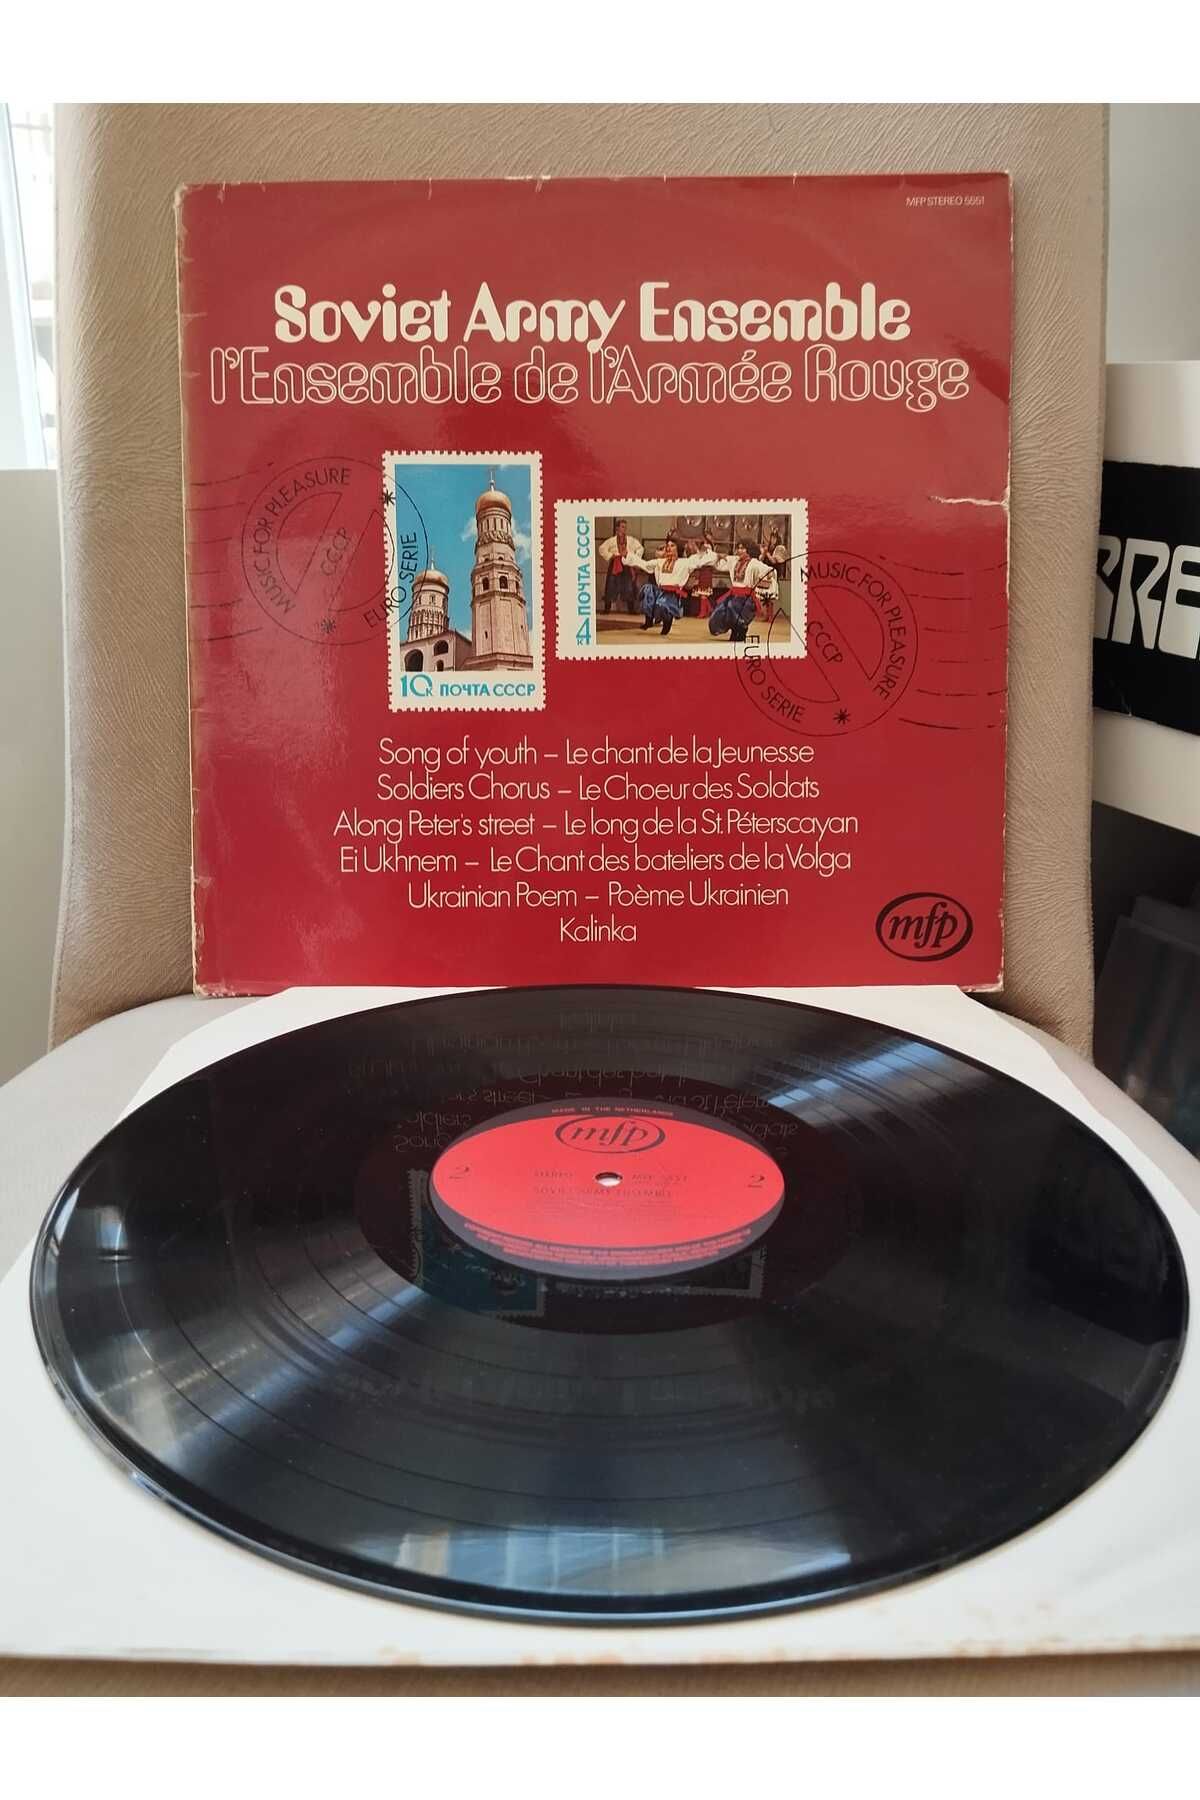 MFP STEREO 5551
Soviet Army Ensemble
l'Ensemble de l'Armée Rouge
MUSIC FOR PLEASURE
CCCP
EURO SERIE
10к ПОЧТА СССР
4к ПОЧТА СССР
MUSIC FOR PLEASURE
CCCP
EURO SERIE
Song of youth – Le chant de la Jeunesse
Soldiers Chorus – Le Choeur des Soldats
Along Peter's street – Le long de la St. Péterscayan
Ei Ukhnem – Le Chant des bateliers de la Volga
Ukrainian Poem – Poème Ukrainien
Kalinka
mfp
RRE
MADE IN THE NETHERLANDS
mfp
2
STEREO
MFP 5551
2
SOVIET ARMY ENSEMBLE